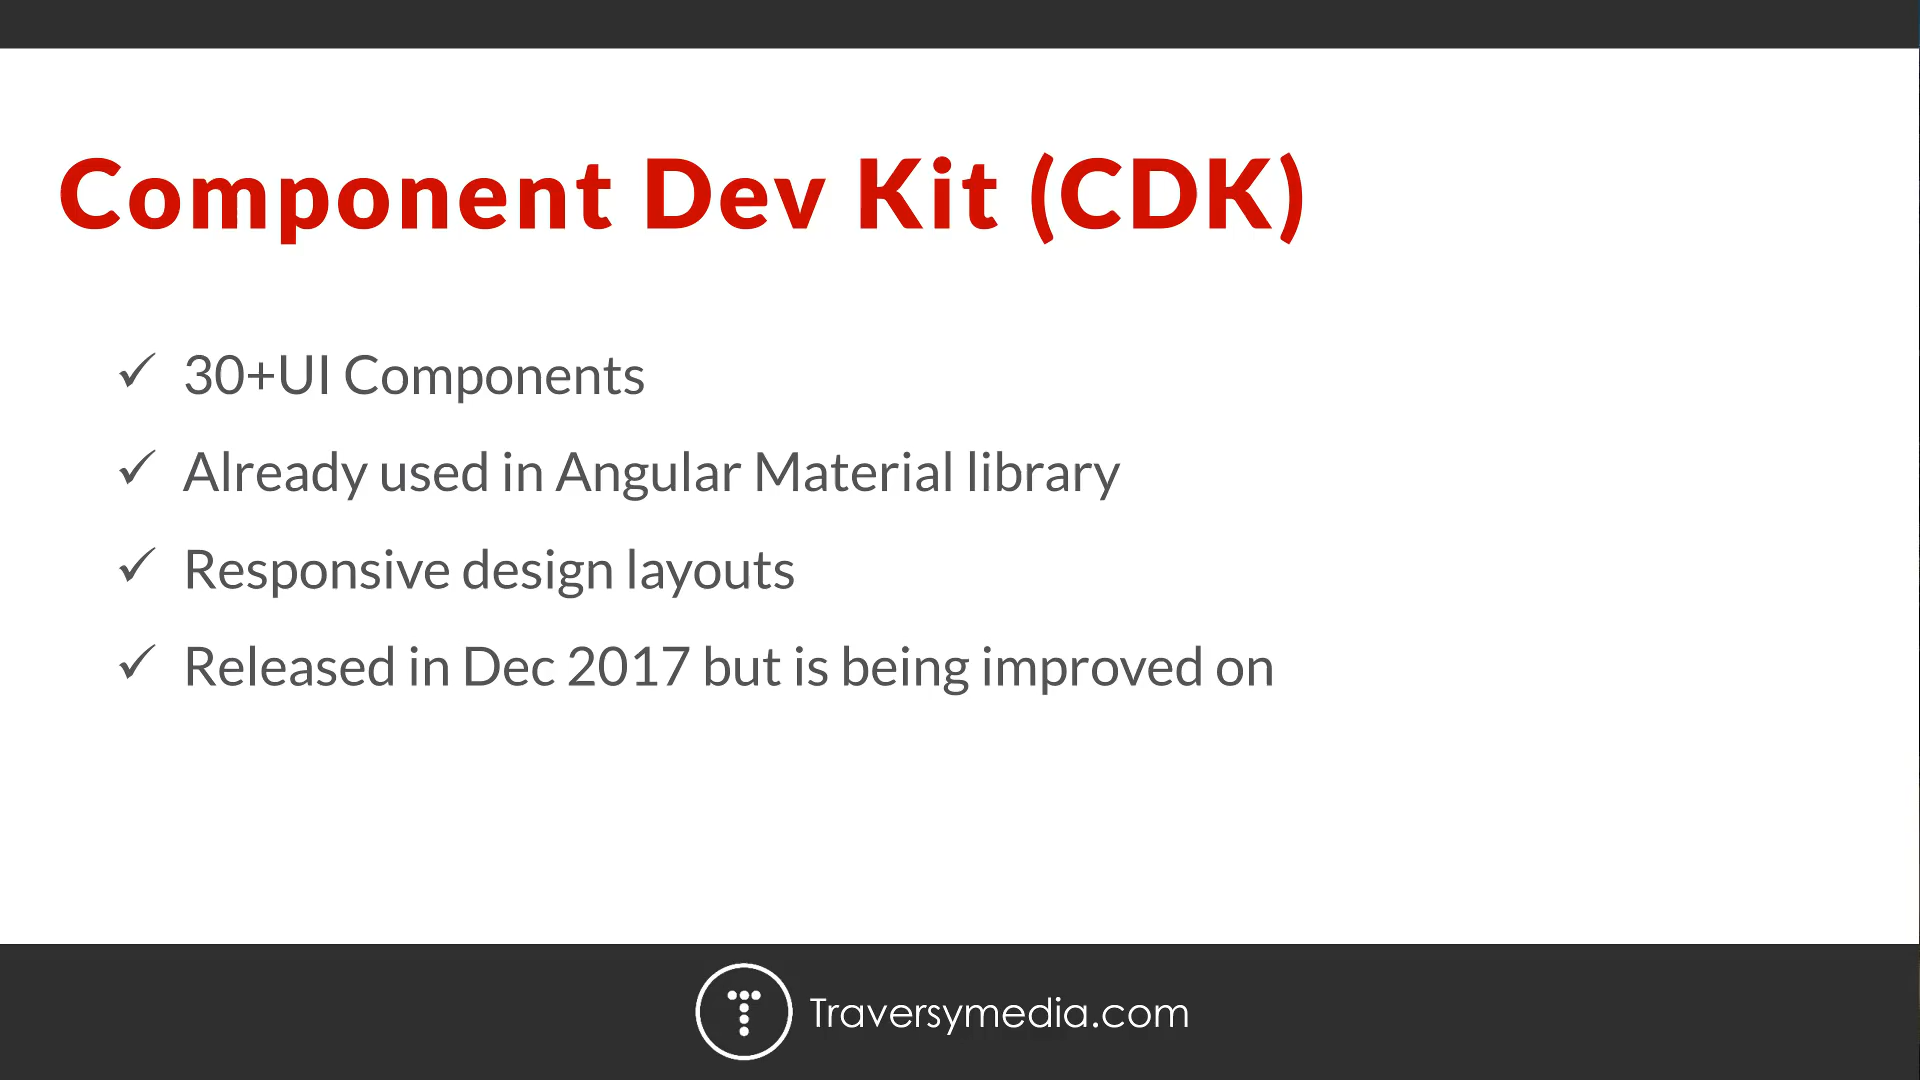 Component Dev Kit (CDK)
✓ 30+UI Components
✓ Already used in Angular Material library
✓ Responsive design layouts
✓ Released in Dec 2017 but is being improved on
T Traversymedia.com